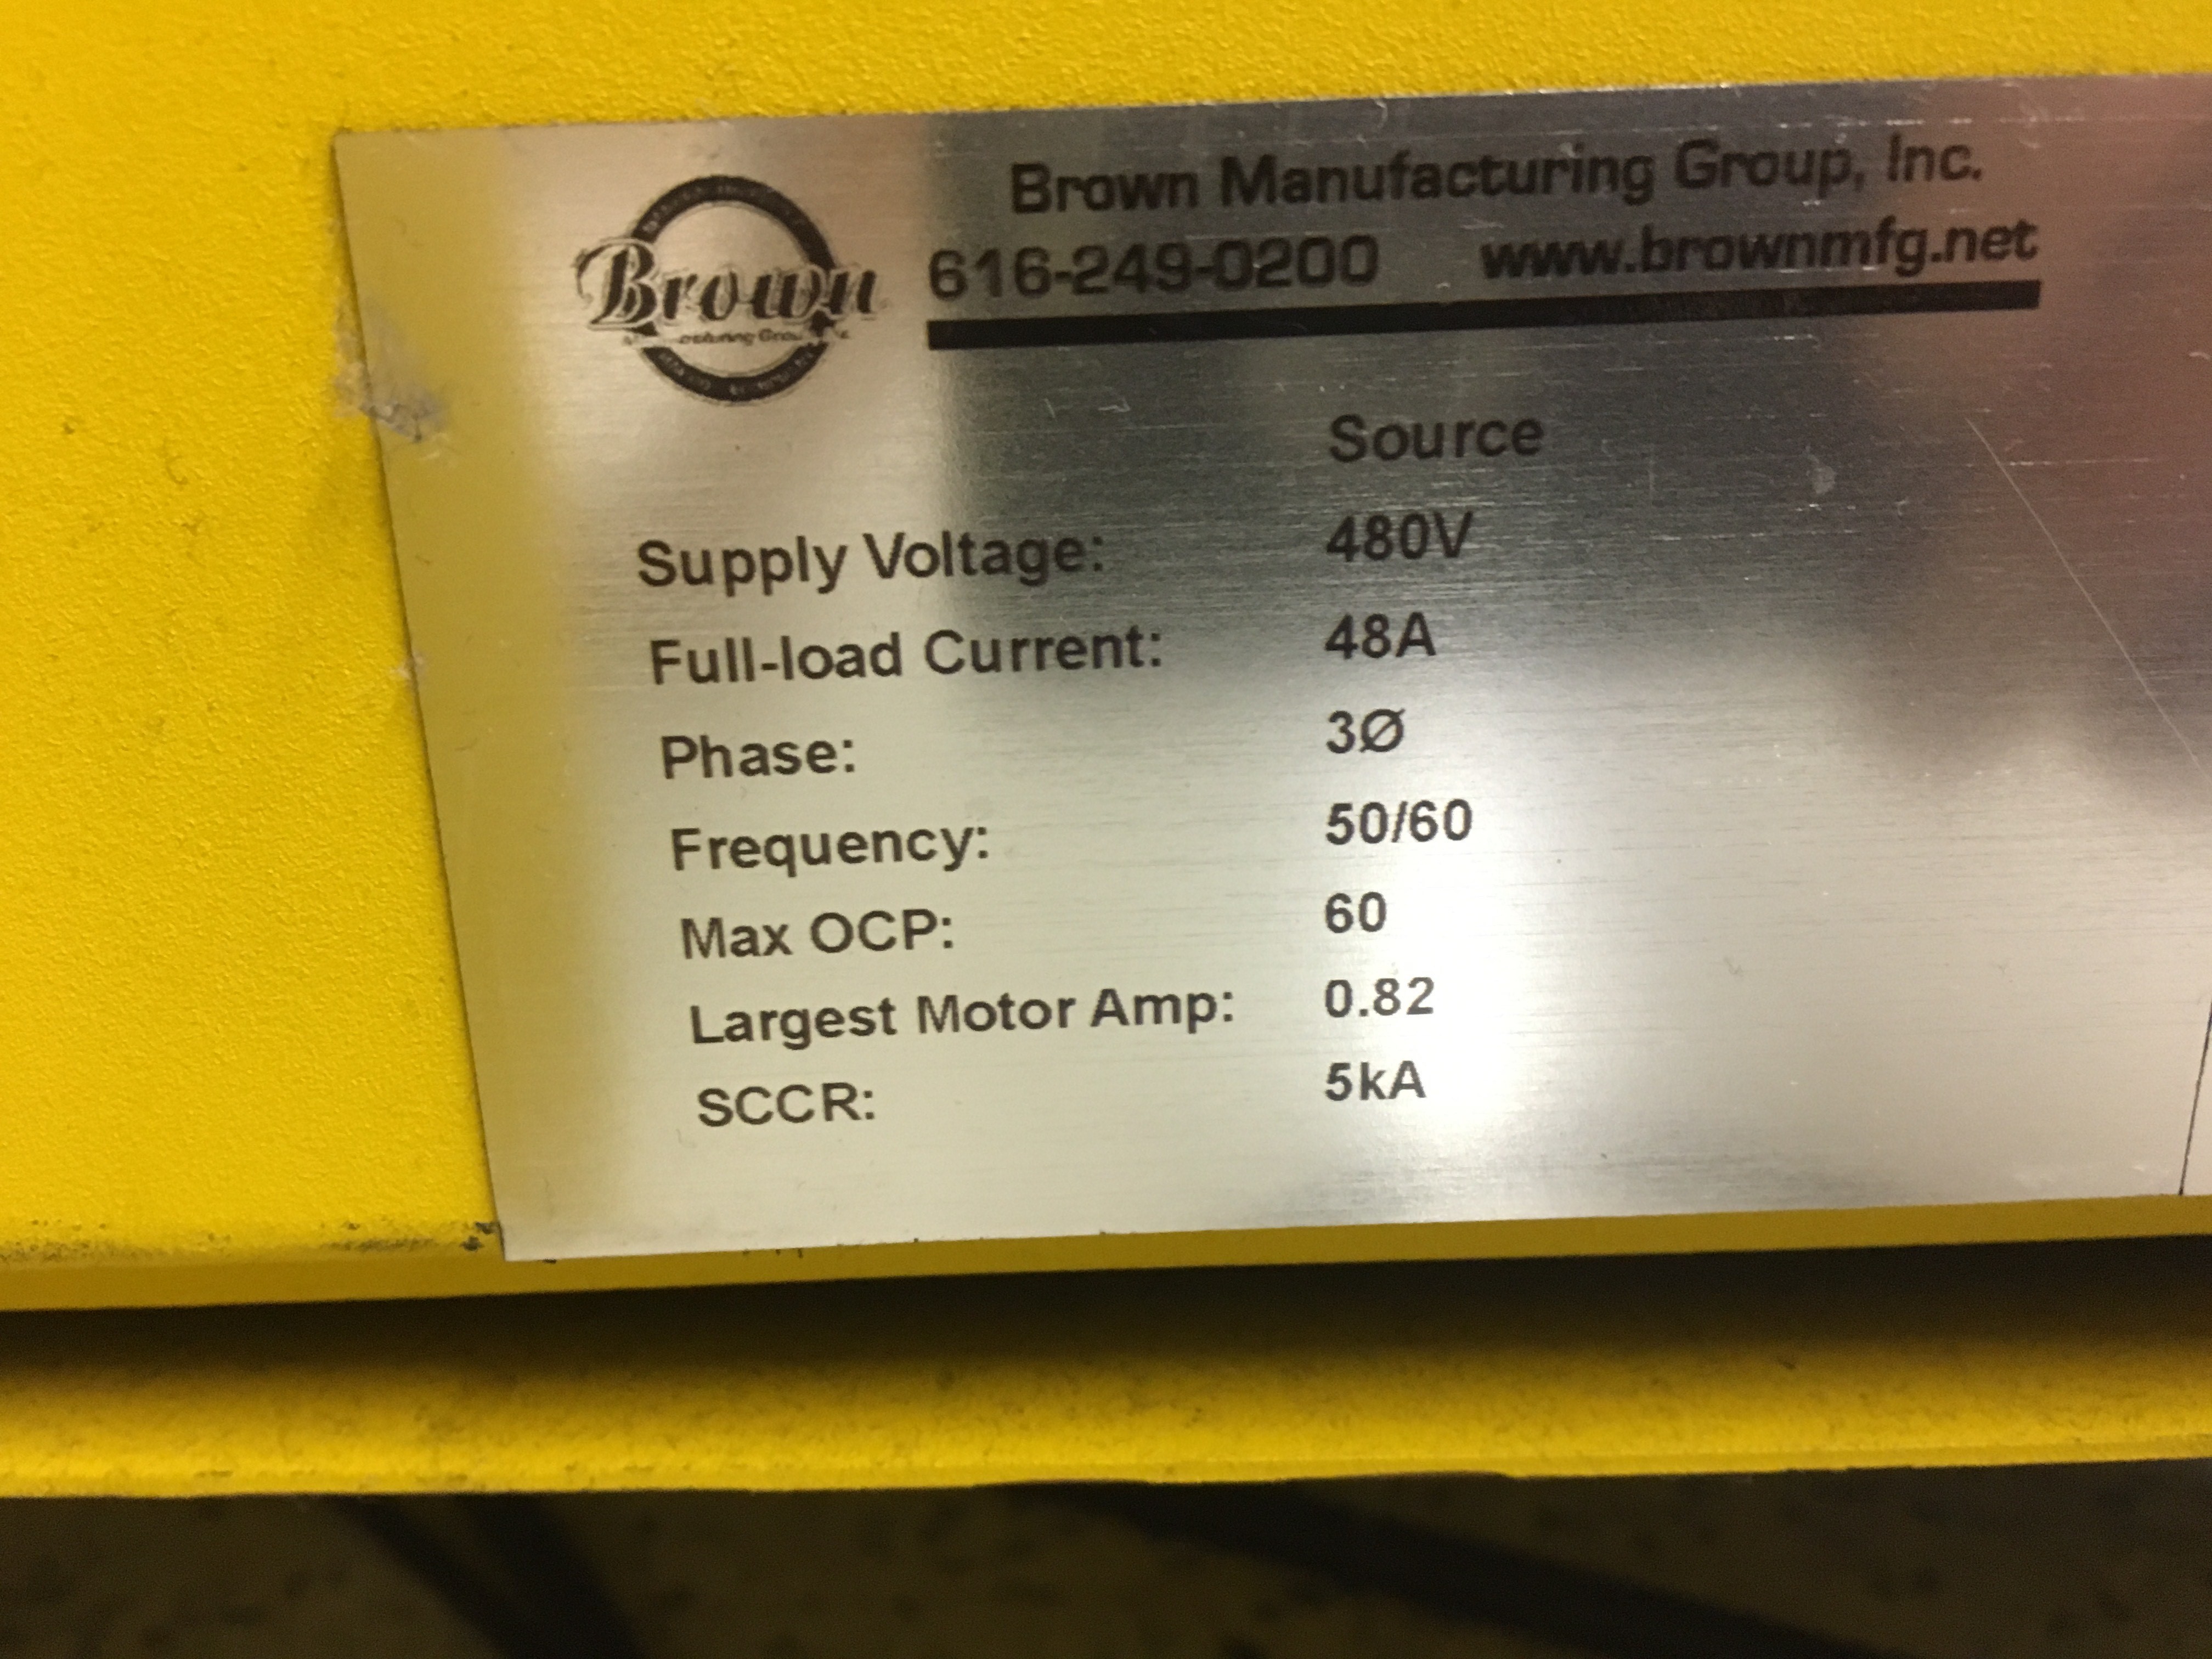 Brown Manufacturing Group, Inc.
Brown
616-249-0200 www.brownmfg.net
Source
Supply Voltage: 480V
Full-load Current: 48A
Phase: 3Ø
Frequency: 50/60
Max OCP: 60
Largest Motor Amp: 0.82
SCCR: 5kA